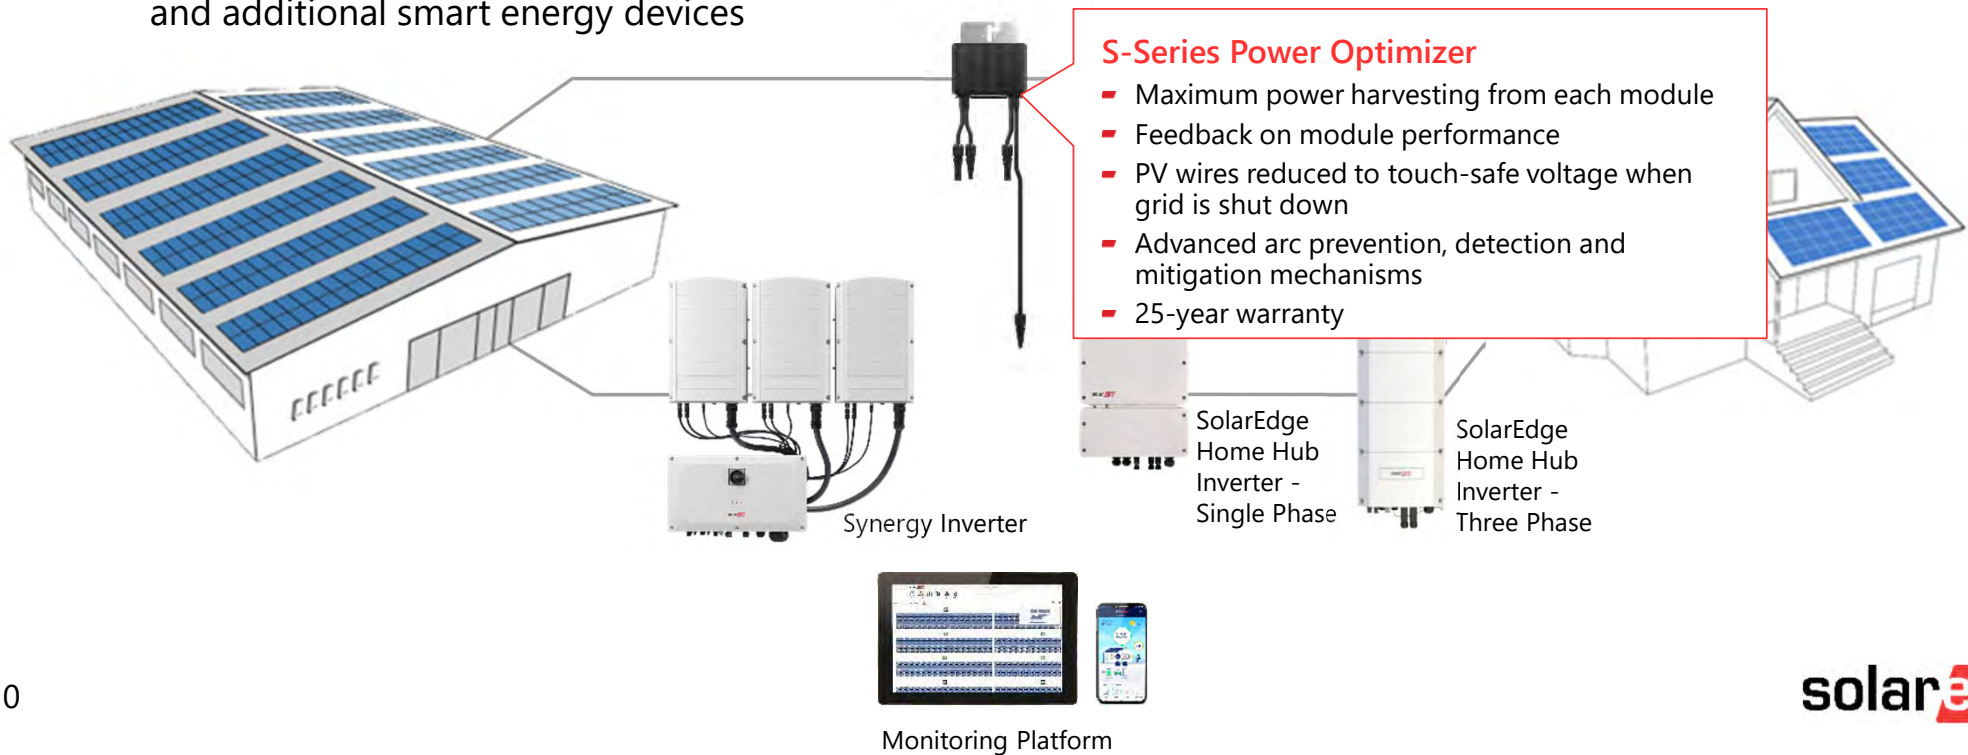 and additional smart energy devices
S-Series Power Optimizer
- Maximum power harvesting from each module
- Feedback on module performance
- PV wires reduced to touch-safe voltage when
grid is shut down
- Advanced arc prevention, detection and
mitigation mechanisms
- 25-year warranty
SolarEdge
Home Hub
Inverter -
Single Phase
SolarEdge
Home Hub
Inverter -
Three Phase
Synergy Inverter
Monitoring Platform
0
solare